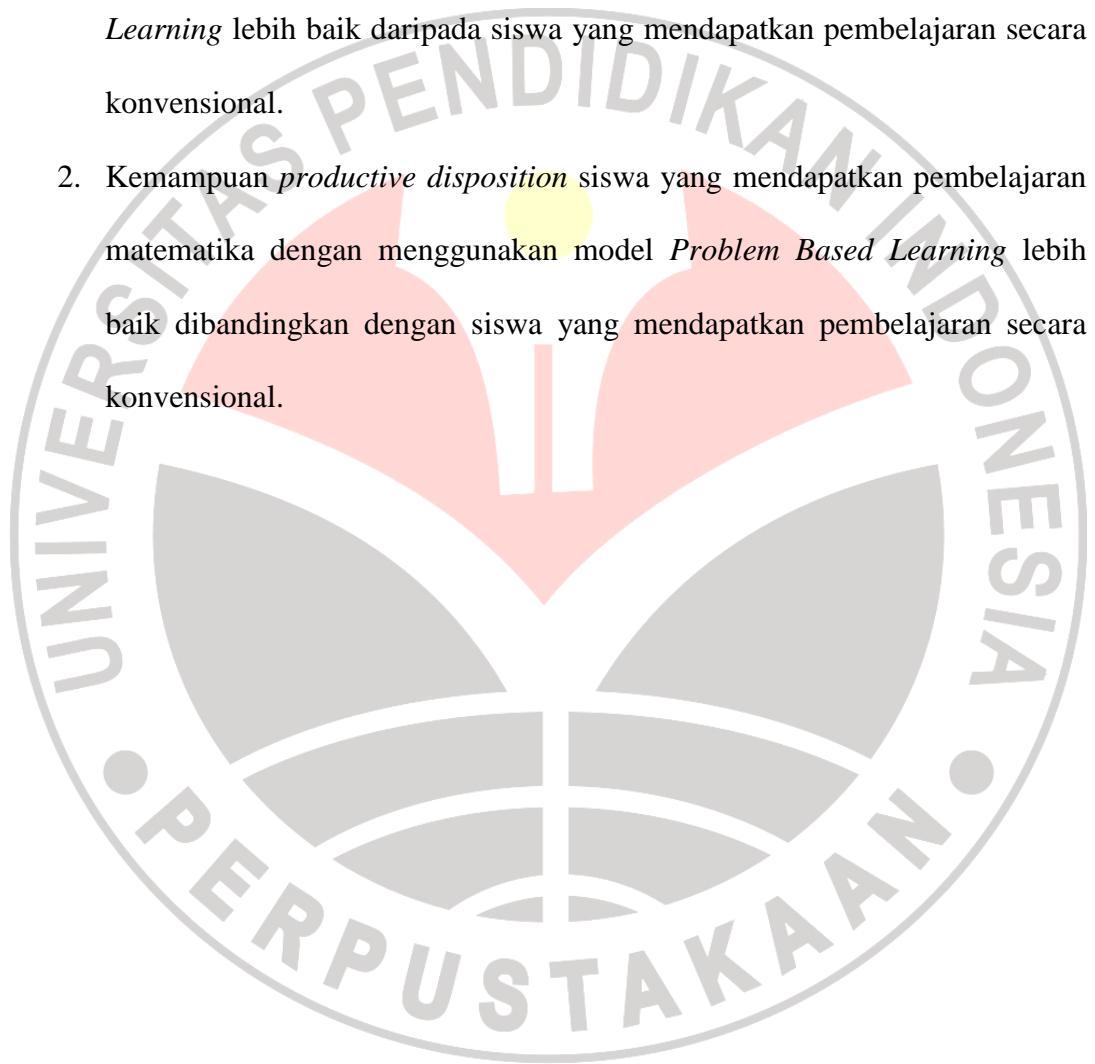 Learning lebih baik daripada siswa yang mendapatkan pembelajaran secara
konvensional.
2. Kemampuan productive disposition siswa yang mendapatkan pembelajaran
matematika dengan menggunakan model Problem Based Learning lebih
baik dibandingkan dengan siswa yang mendapatkan pembelajaran secara
konvensional.
UNIVERSITAS PENDIDIKAN INDONESIA
PERPUSTAKAAN